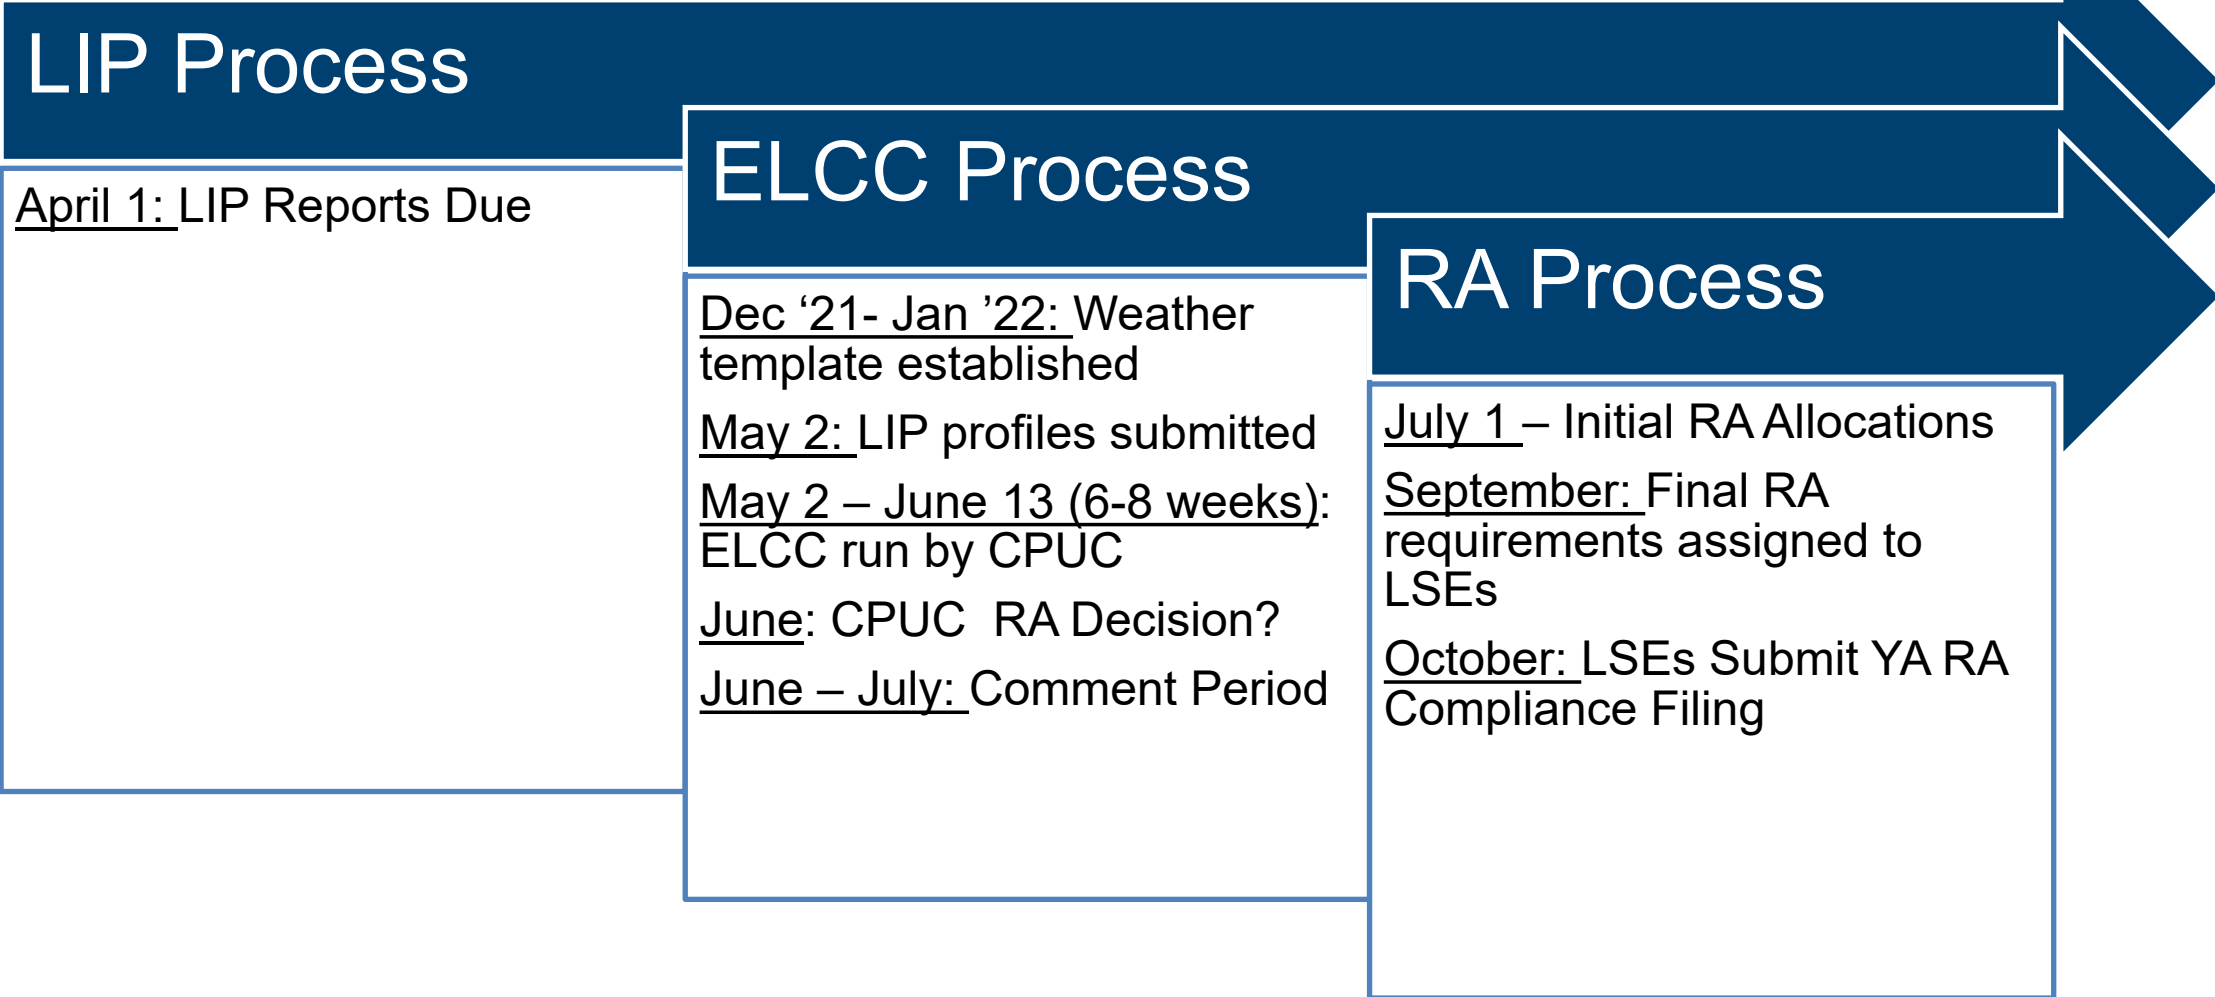 LIP Process
April 1: LIP Reports Due
ELCC Process
Dec ‘21- Jan ’22: Weather
template established
May 2: LIP profiles submitted
May 2 – June 13 (6-8 weeks):
ELCC run by CPUC
June: CPUC  RA Decision?
June – July: Comment Period
RA Process
July 1 – Initial RA Allocations
September: Final RA
requirements assigned to
LSEs
October: LSEs Submit YA RA
Compliance Filing